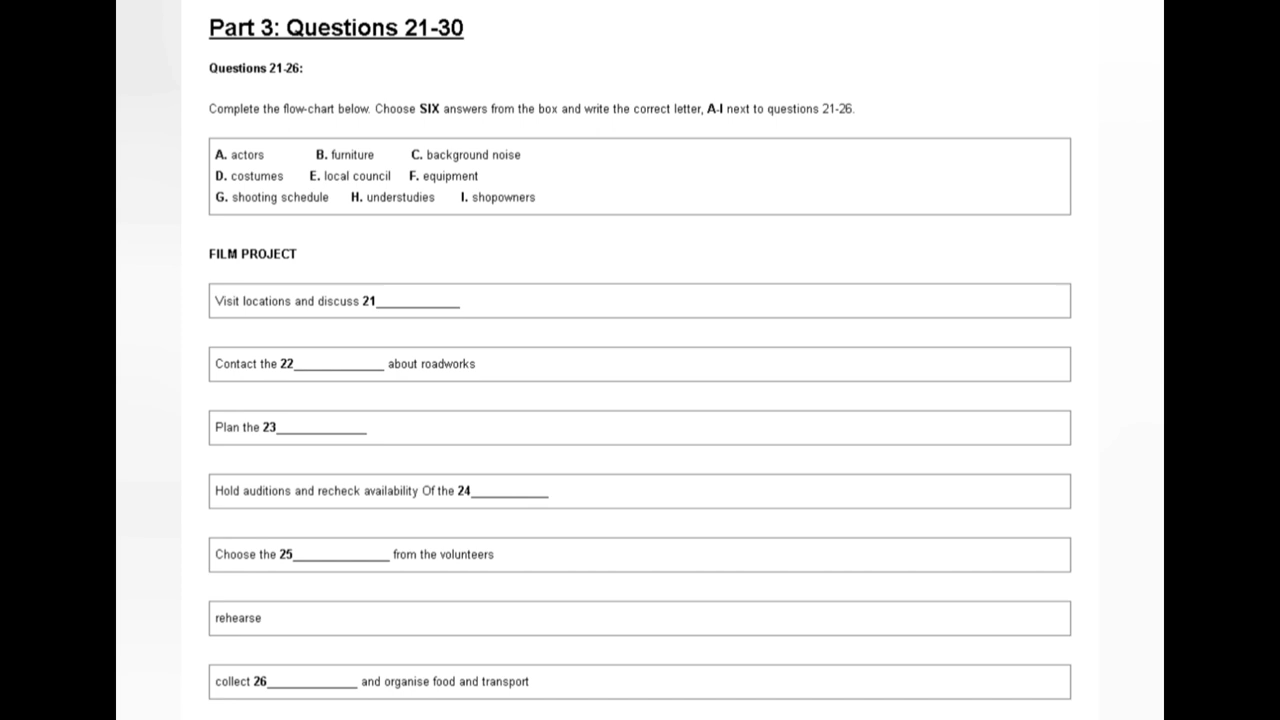 Part 3: Questions 21-30
Questions 21-26:
Complete the flow-chart below. Choose SIX answers from the box and write the correct letter, A-I next to questions 21-26.
A. actors B. furniture C. background noise
D. costumes E. local council F. equipment
G. shooting schedule H. understudies I. shopowners
FILM PROJECT
Visit locations and discuss 21____________
Contact the 22_____________ about roadworks
Plan the 23_____________
Hold auditions and recheck availability Of the 24___________
Choose the 25______________ from the volunteers
rehearse
collect 26_____________ and organise food and transport